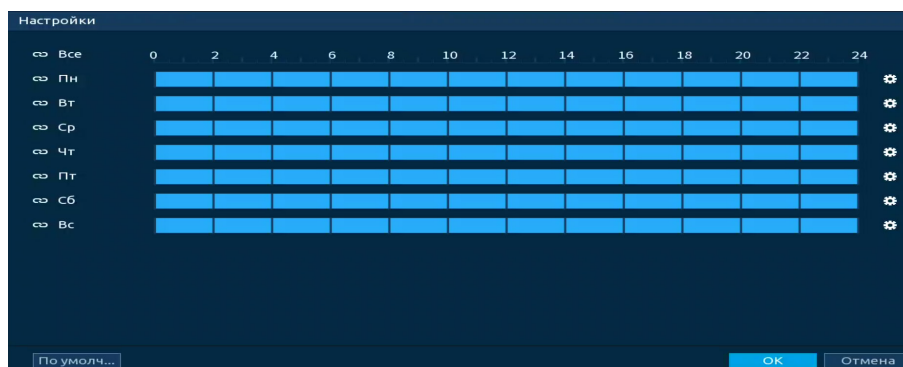 Настройки
Все 0 2 4 6 8 10 12 14 16 18 20 22 24
Пн
Вт
Ср
Чт
Пт
Сб
Вс
По умолч... OK Отмена